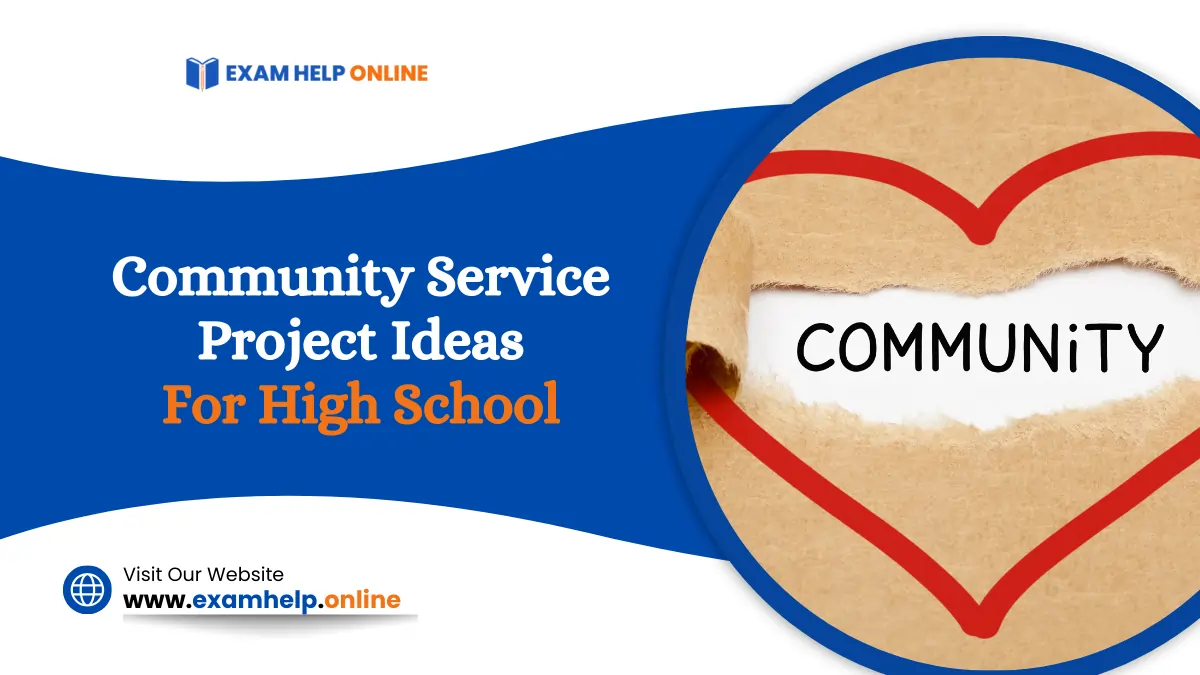 EXAM HELP ONLINE
Community Service
Project Ideas
For High School
COMMUNiTY
Visit Our Website
www.examhelp.online